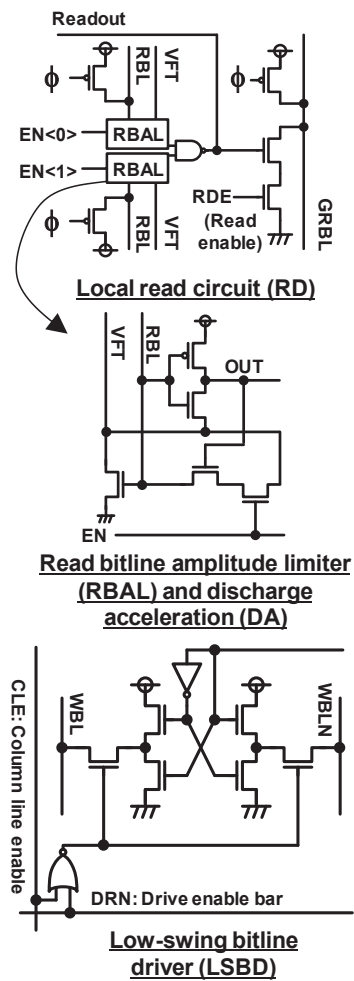 Readout
RBL
VFT
ϕ
ϕ
EN<0>
RBAL
EN<1>
RBAL
RDE
(Read
enable)
ϕ
RBL
VFT
GRBL
Local read circuit (RD)
VFT
RBL
OUT
EN
Read bitline amplitude limiter
(RBAL) and discharge
acceleration (DA)
CLE: Column line enable
WBL
WBLN
DRN: Drive enable bar
Low-swing bitline
driver (LSBD)